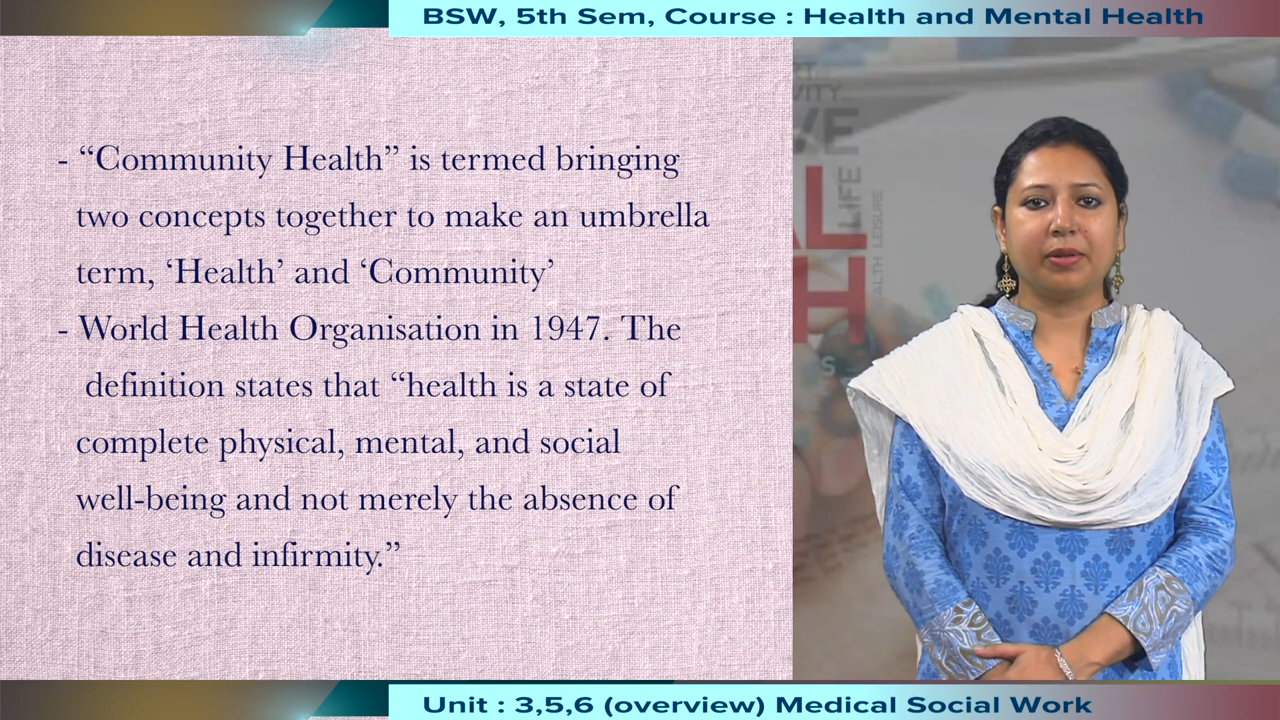 BSW, 5th Sem, Course : Health and Mental Health
- “Community Health” is termed bringing
two concepts together to make an umbrella
term, ‘Health’ and ‘Community’
- World Health Organisation in 1947. The
definition states that “health is a state of
complete physical, mental, and social
well-being and not merely the absence of
disease and infirmity.”
LIFE
LEISURE
Unit : 3,5,6 (overview) Medical Social Work